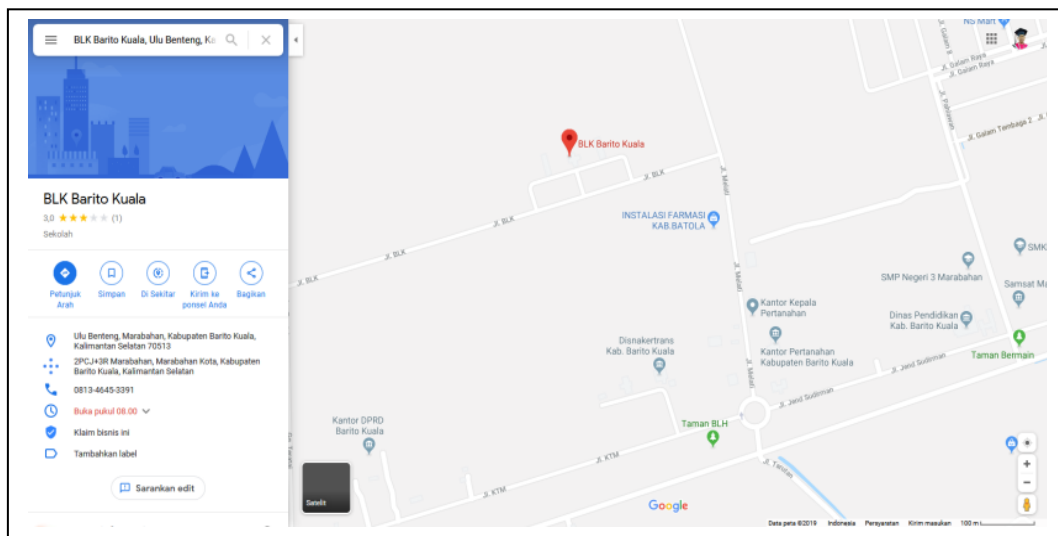 BLK Barito Kuala, Ulu Benteng, Ka
BLK Barito Kuala
3,0 (1)
Sekolah
Petunjuk
Arah
Simpan
Di Sekitar
Kirim ke
ponsel Anda
Bagikan
Ulu Benteng, Marabahan, Kabupaten Barito Kuala,
Kalimantan Selatan 70513
2PCJ+3R Marabahan, Marabahan Kota, Kabupaten
Barito Kuala, Kalimantan Selatan
0813-4645-3391
Buka pukul 08.00
Klaim bisnis ini
Tambahkan label
Sarankan edit
NS Mart
Jl. Galam II
Jl. Galam Raya
Jl. Galam Raya
Jl. Pahlawan
Jl. Galam Tembaga 2
BLK Barito Kuala
Jl. BLK
Jl. Melati
INSTALASI FARMASI
KAB.BATOLA
Jl. BLK
Jl. BLK
Jl. BLK
Jl. Melati
SMK
SMP Negeri 3 Marabahan
Samsat Ma
Kantor Kepala
Pertanahan
Dinas Pendidikan
Kab. Barito Kuala
Disnakertrans
Kab. Barito Kuala
Kantor Pertanahan
Kabupaten Barito Kuala
Taman Bermain
Jl. Jend Sudirman
Jl. Melati
Jl. Jend Sudirman
Kantor DPRD
Barito Kuala
Taman BLH
Jl. KTM
Jl. KTM
Satelit
Google
Data peta ©2019 Indonesia Persyaratan Kirim masukan 100 m